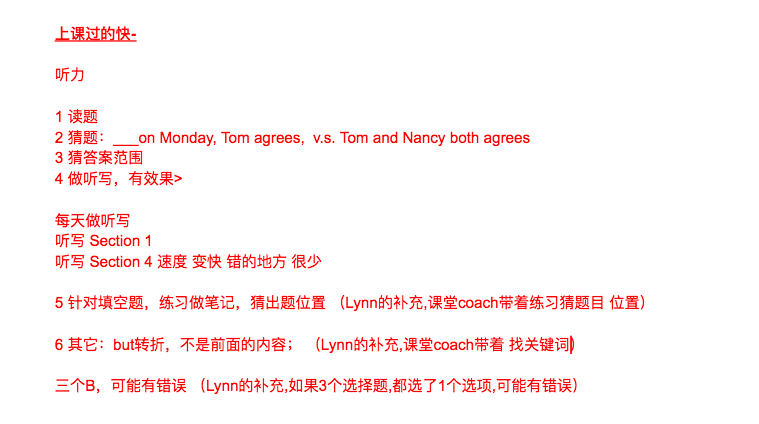 上课过的快-
听力
1 读题
2 猜题：___on Monday, Tom agrees,  v.s. Tom and Nancy both agrees
3 猜答案范围
4 做听写，有效果>
每天做听写
听写 Section 1
听写 Section 4 速度 变快 错的地方 很少
5 针对填空题，练习做笔记，猜出题位置 （Lynn的补充,课堂coach带着练习猜题目 位置）
6 其它：but转折，不是前面的内容； （Lynn的补充,课堂coach带着 找关键词）
三个B，可能有错误 （Lynn的补充,如果3个选择题,都选了1个选项,可能有错误）